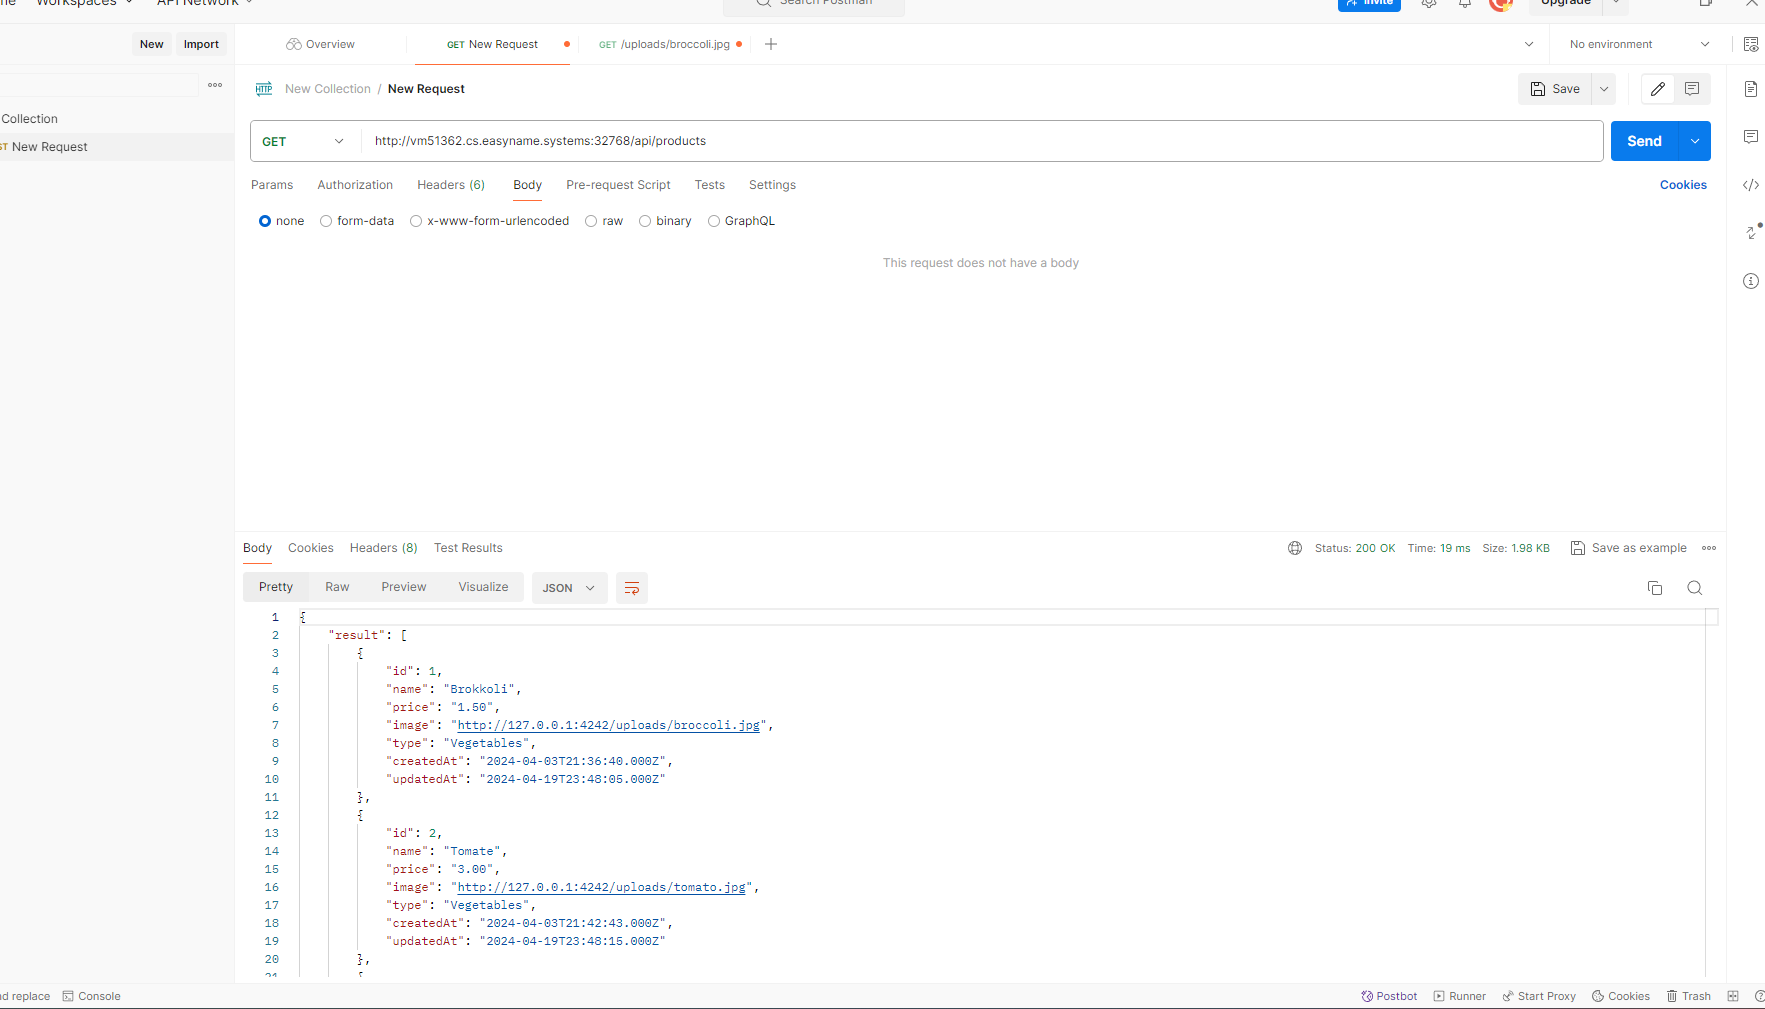 Workspaces
API Network
Search Postman
Invite
Upgrade
New
Import
Overview
GET New Request
GET /uploads/broccoli.jpg
No environment
HTTP
New Collection / New Request
Save
Collection
New Request
GET
http://vm51362.cs.easyname.systems:32768/api/products
Send
Params
Authorization
Headers (6)
Body
Pre-request Script
Tests
Settings
Cookies
none
form-data
x-www-form-urlencoded
raw
binary
GraphQL
This request does not have a body
Body
Cookies
Headers (8)
Test Results
Status: 200 OK
Time: 19 ms
Size: 1.98 KB
Save as example
Pretty
Raw
Preview
Visualize
JSON
1 {
2 "result": [
3 {
4 "id": 1,
5 "name": "Brokkoli",
6 "price": "1.50",
7 "image": "http://127.0.0.1:4242/uploads/broccoli.jpg",
8 "type": "Vegetables",
9 "createdAt": "2024-04-03T21:36:40.000Z",
10 "updatedAt": "2024-04-19T23:48:05.000Z"
11 },
12 {
13 "id": 2,
14 "name": "Tomate",
15 "price": "3.00",
16 "image": "http://127.0.0.1:4242/uploads/tomato.jpg",
17 "type": "Vegetables",
18 "createdAt": "2024-04-03T21:42:43.000Z",
19 "updatedAt": "2024-04-19T23:48:15.000Z"
20 },
21 {
replace
Console
Postbot
Runner
Start Proxy
Cookies
Trash